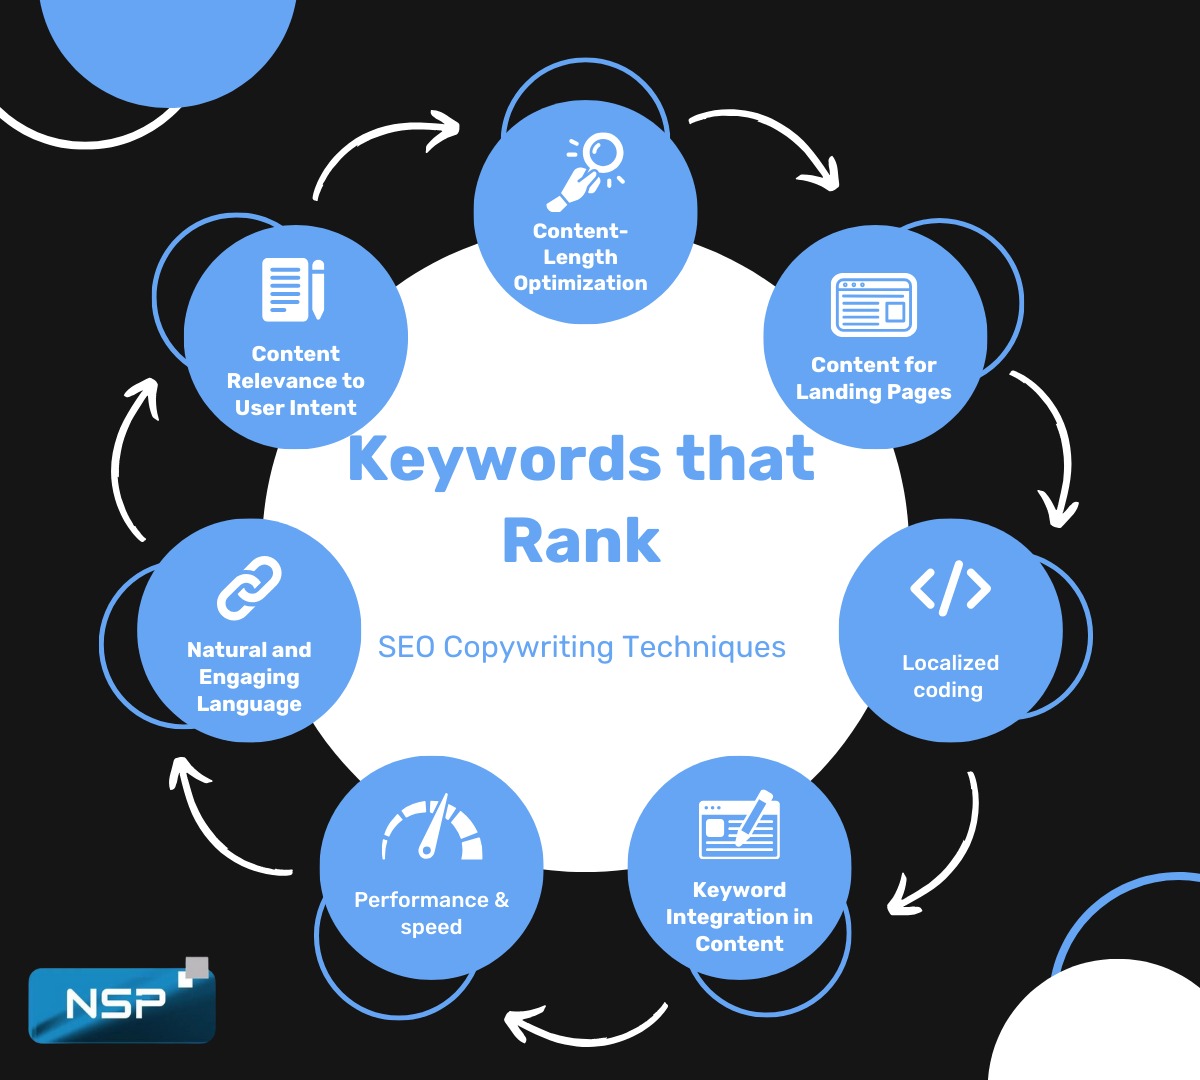 Content-
Length
Optimization
Content for
Landing Pages
Localized
coding
Keyword
Integration in
Content
Performance &
speed
Natural and
Engaging
Language
Content
Relevance to
User Intent
Keywords that
Rank
SEO Copywriting Techniques
NSP